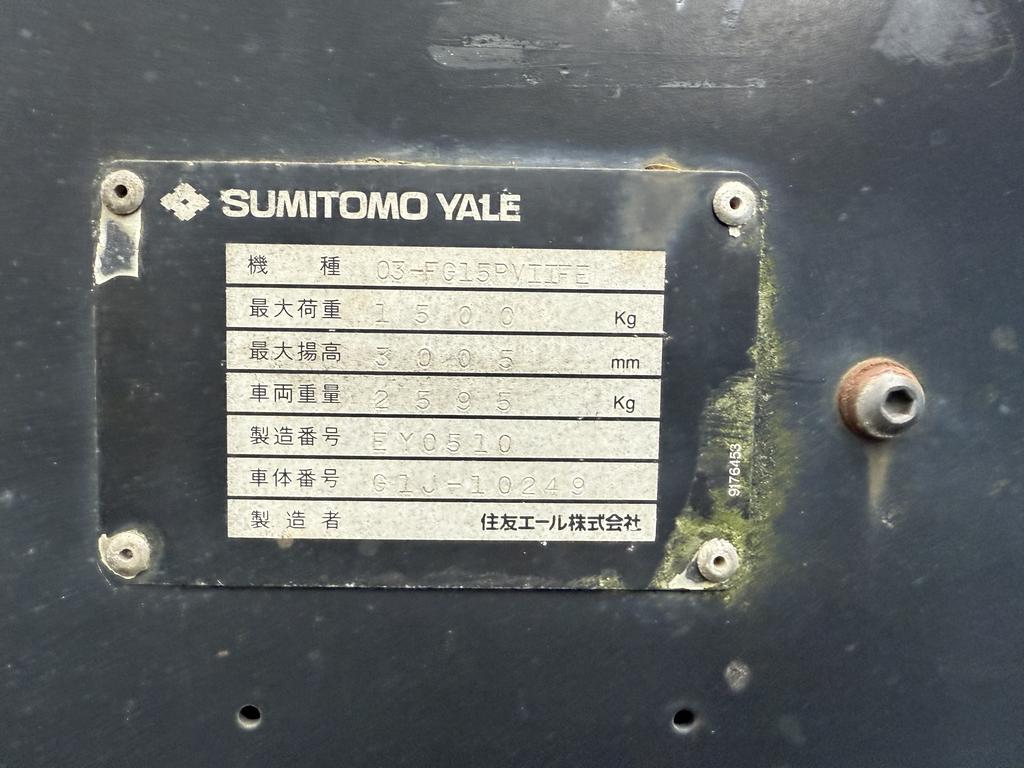 SUMITOMO YALE
機種 03-FG15PVIIFE
最大荷重 1500 Kg
最大揚高 3005 mm
車両重量 2595 Kg
製造番号 EY0510
車体番号 G1J-10249
製造者 住友エール株式会社
9176453